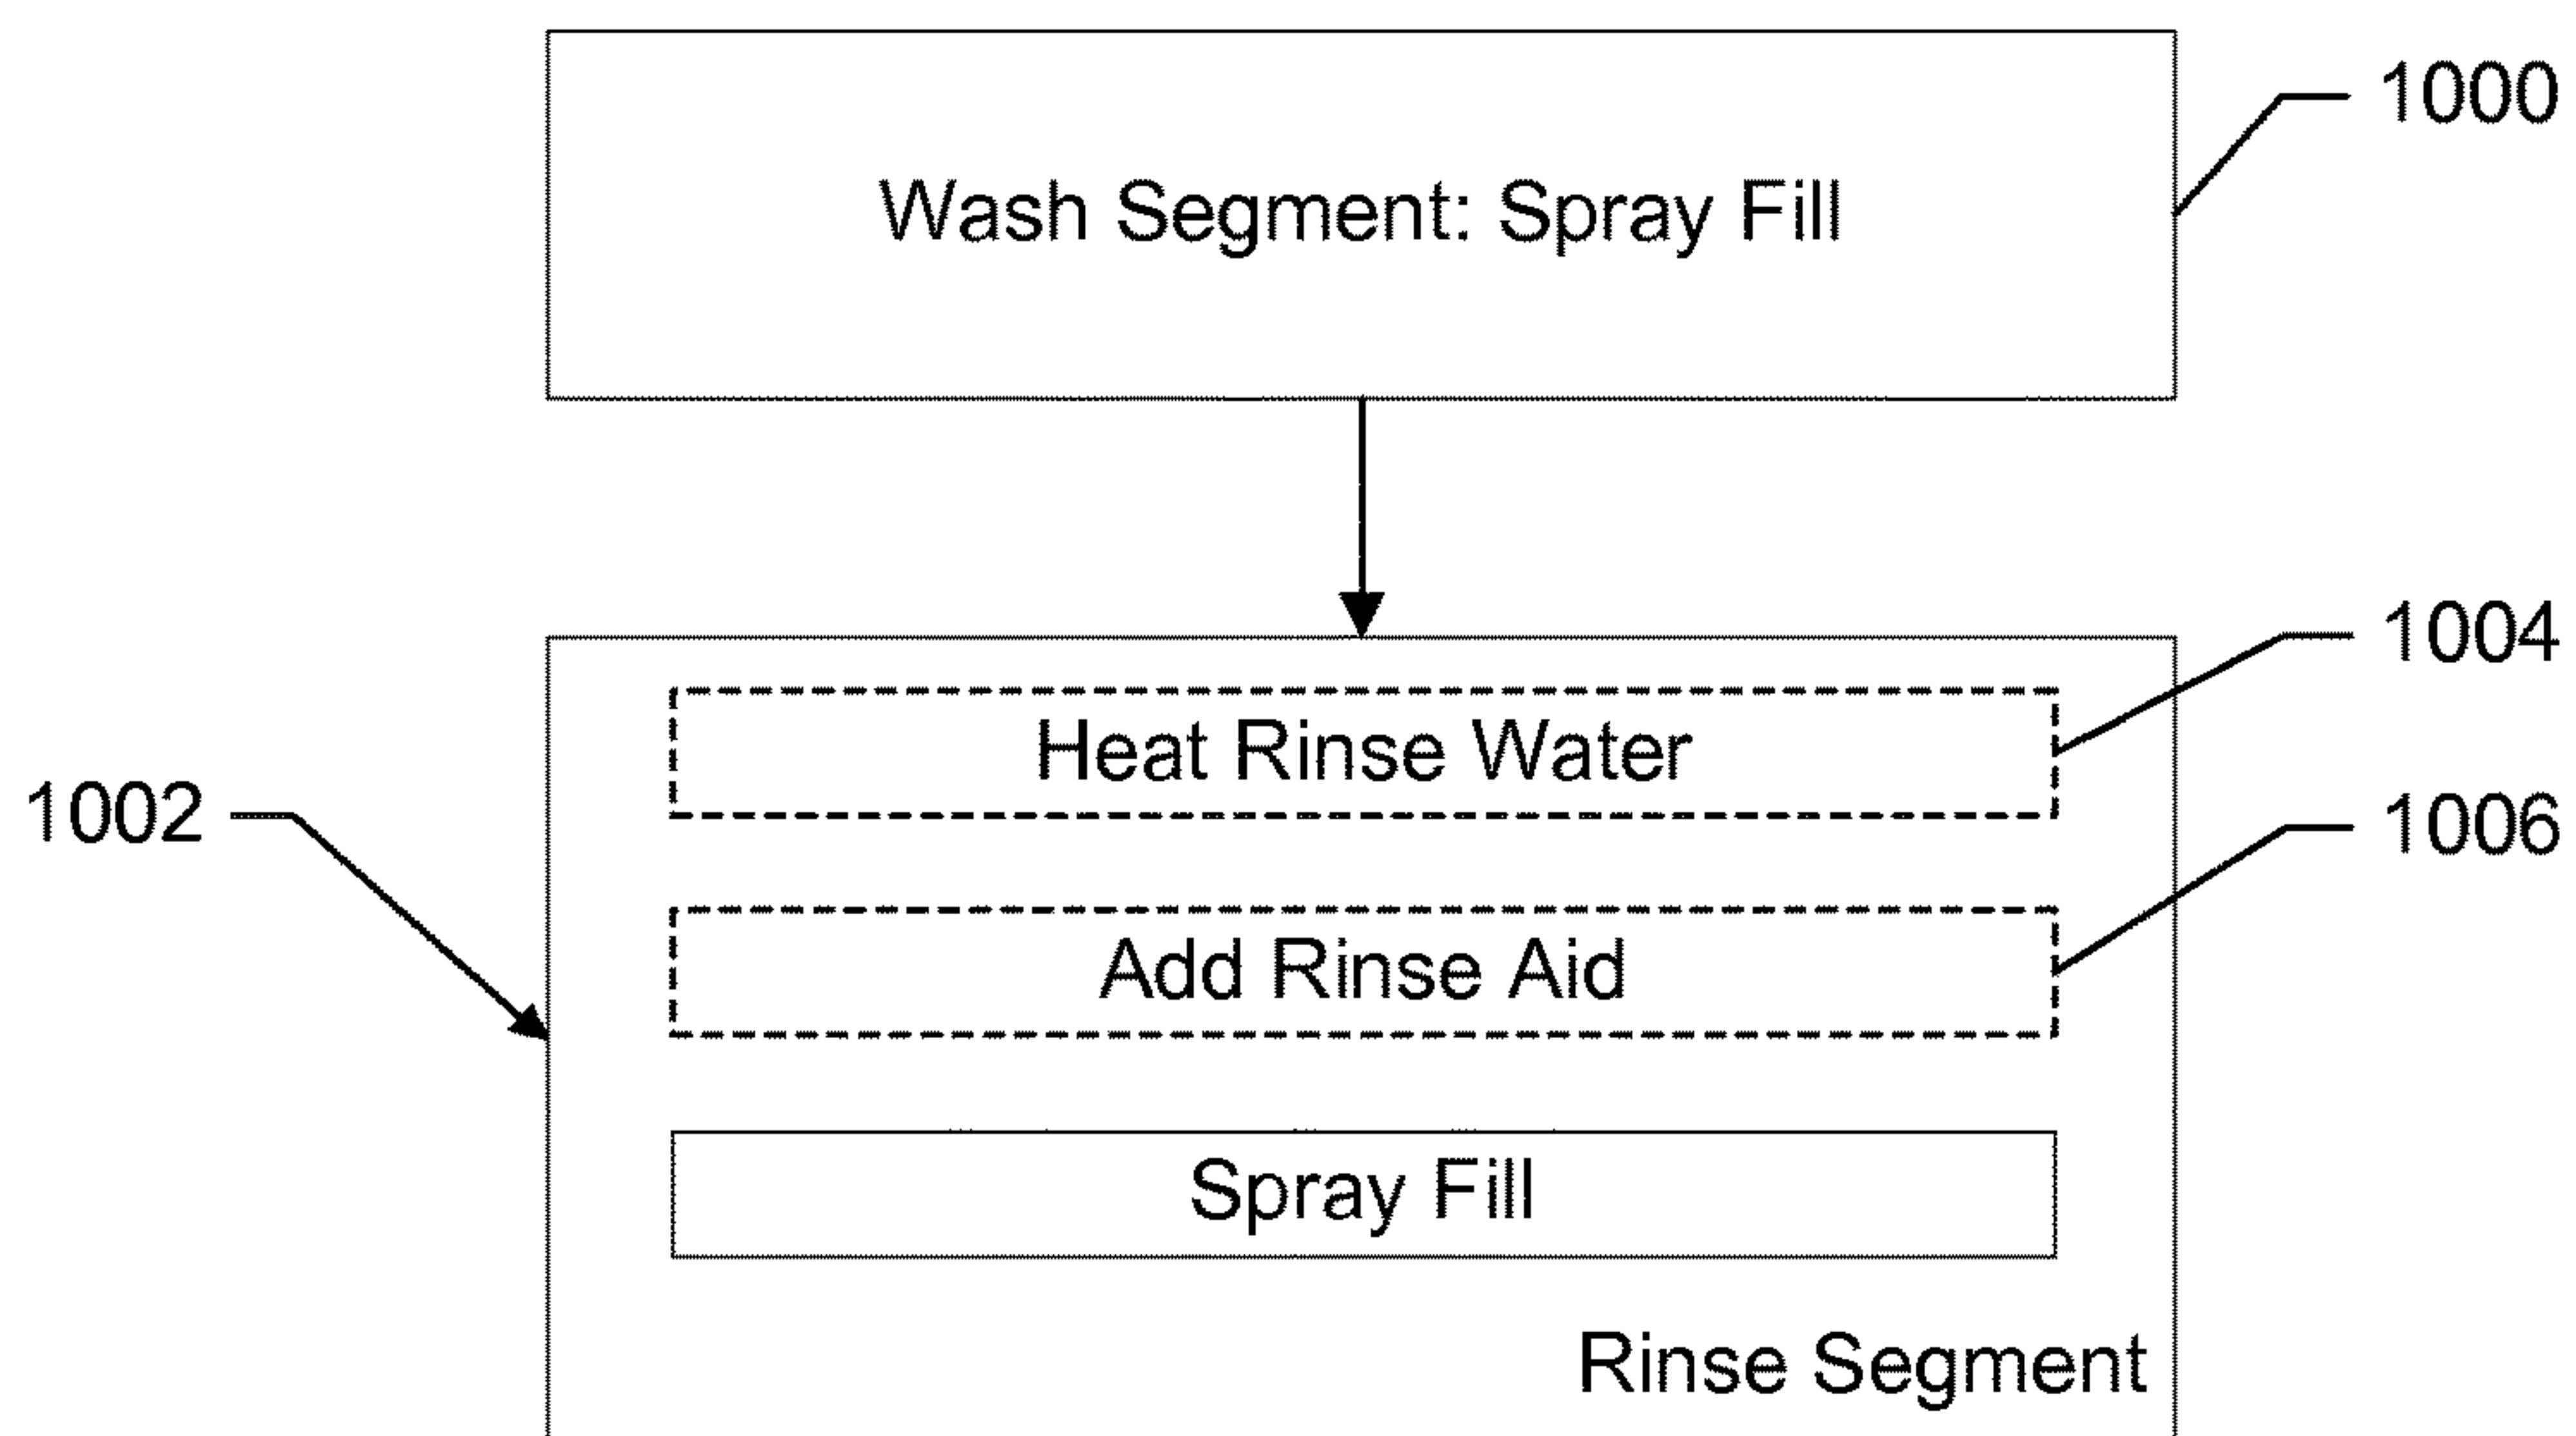 1000
Wash Segment: Spray Fill
1004
Heat Rinse Water
1002
1006
Add Rinse Aid
Spray Fill
Rinse Segment